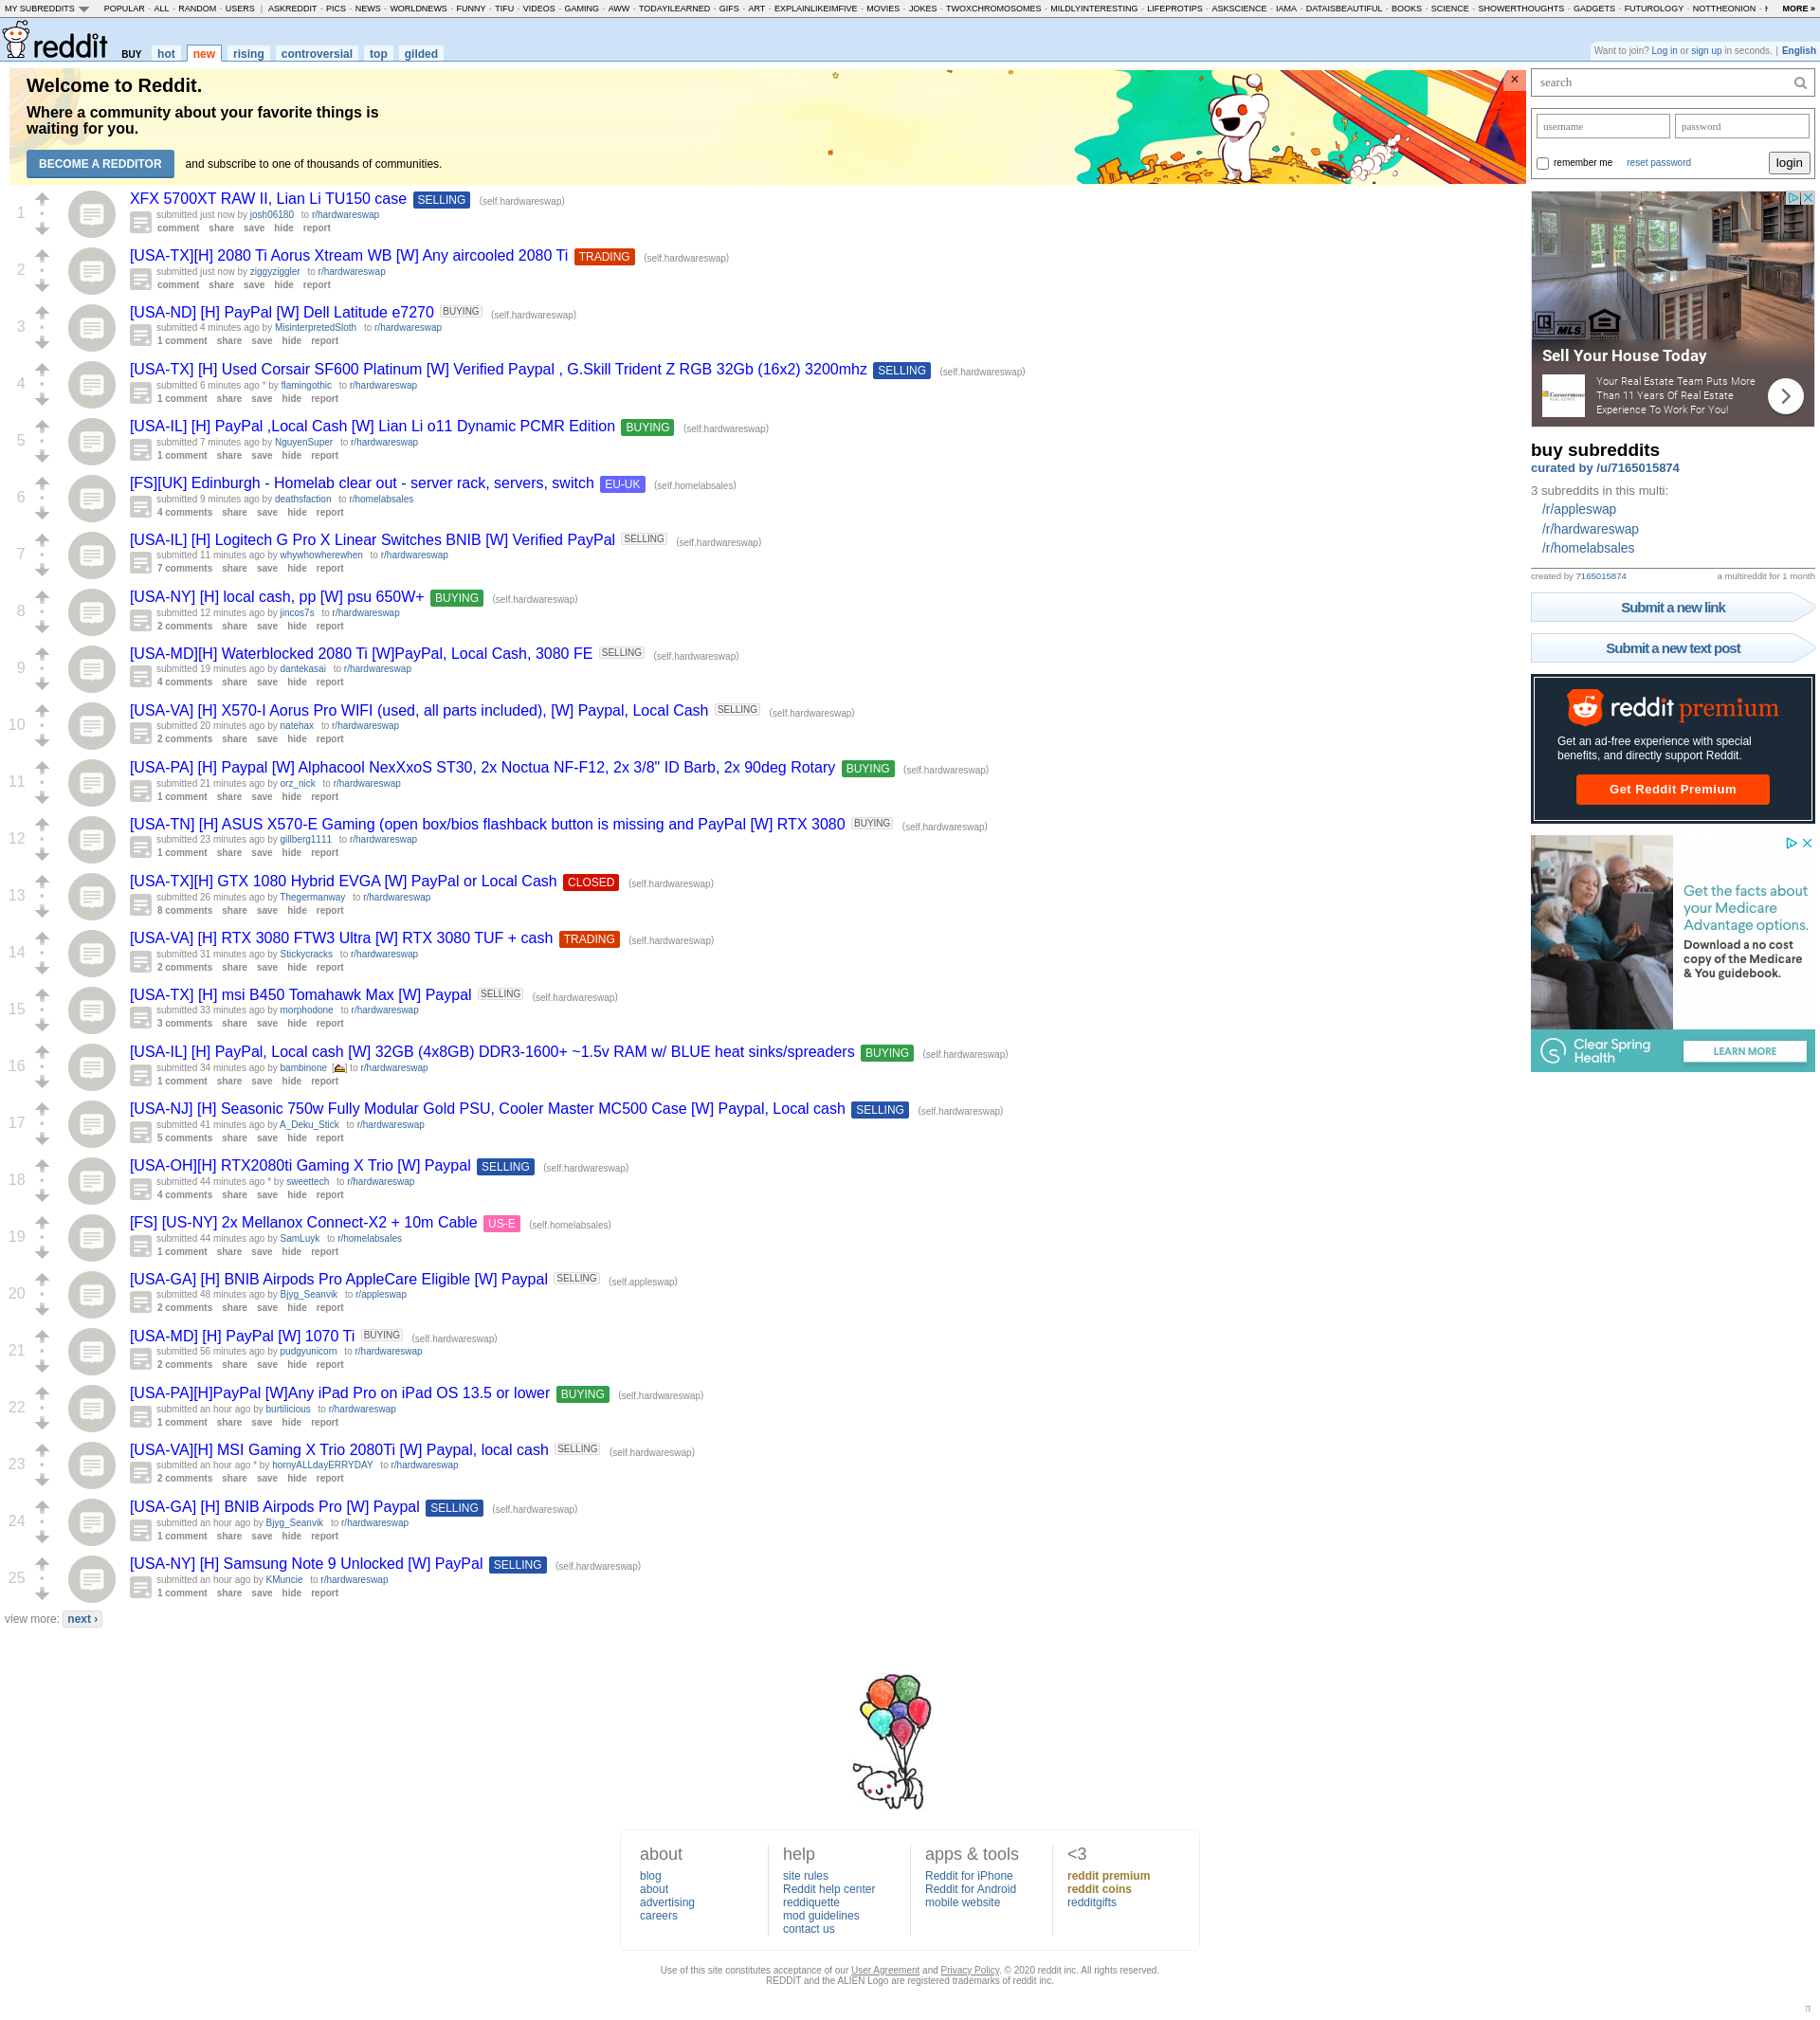 MY SUBREDDITS POPULAR - ALL - RANDOM - USERS | ASKREDDIT - PICS - NEWS - WORLDNEWS - FUNNY - TIFU - VIDEOS - GAMING - AWW - TODAYILEARNED - GIFS - ART - EXPLAINLIKEIMFIVE - MOVIES - JOKES - TWOXCHROMOSOMES - MILDLYINTERESTING - LIFEPROTIPS - ASKSCIENCE - IAMA - DATAISBEAUTIFUL - BOOKS - SCIENCE - SHOWERTHOUGHTS - GADGETS - FUTUROLOGY - NOTTHEONION - MORE »
reddit BUY hot new rising controversial top gilded
Want to join? Log in or sign up in seconds. | English
Welcome to Reddit.
Where a community about your favorite things is
waiting for you.
BECOME A REDDITOR and subscribe to one of thousands of communities.
×
1
XFX 5700XT RAW II, Lian Li TU150 case SELLING (self.hardwareswap)
submitted just now by josh06180 to r/hardwareswap
comment share save hide report
2
[USA-TX][H] 2080 Ti Aorus Xtream WB [W] Any aircooled 2080 Ti TRADING (self.hardwareswap)
submitted just now by ziggyziggler to r/hardwareswap
comment share save hide report
3
[USA-ND] [H] PayPal [W] Dell Latitude e7270 BUYING (self.hardwareswap)
submitted 4 minutes ago by MisinterpretedSloth to r/hardwareswap
1 comment share save hide report
4
[USA-TX] [H] Used Corsair SF600 Platinum [W] Verified Paypal , G.Skill Trident Z RGB 32Gb (16x2) 3200mhz SELLING (self.hardwareswap)
submitted 6 minutes ago * by flamingothic to r/hardwareswap
1 comment share save hide report
5
[USA-IL] [H] PayPal ,Local Cash [W] Lian Li o11 Dynamic PCMR Edition BUYING (self.hardwareswap)
submitted 7 minutes ago by NguyenSuper to r/hardwareswap
1 comment share save hide report
6
[FS][UK] Edinburgh - Homelab clear out - server rack, servers, switch EU-UK (self.homelabsales)
submitted 9 minutes ago by deathsfaction to r/homelabsales
4 comments share save hide report
7
[USA-IL] [H] Logitech G Pro X Linear Switches BNIB [W] Verified PayPal SELLING (self.hardwareswap)
submitted 11 minutes ago by whywhowherewhen to r/hardwareswap
7 comments share save hide report
8
[USA-NY] [H] local cash, pp [W] psu 650W+ BUYING (self.hardwareswap)
submitted 12 minutes ago by jincos7s to r/hardwareswap
2 comments share save hide report
9
[USA-MD][H] Waterblocked 2080 Ti [W]PayPal, Local Cash, 3080 FE SELLING (self.hardwareswap)
submitted 19 minutes ago by dantekasai to r/hardwareswap
4 comments share save hide report
10
[USA-VA] [H] X570-I Aorus Pro WIFI (used, all parts included), [W] Paypal, Local Cash SELLING (self.hardwareswap)
submitted 20 minutes ago by natehax to r/hardwareswap
2 comments share save hide report
11
[USA-PA] [H] Paypal [W] Alphacool NexXxoS ST30, 2x Noctua NF-F12, 2x 3/8" ID Barb, 2x 90deg Rotary BUYING (self.hardwareswap)
submitted 21 minutes ago by orz_nick to r/hardwareswap
1 comment share save hide report
12
[USA-TN] [H] ASUS X570-E Gaming (open box/bios flashback button is missing and PayPal [W] RTX 3080 BUYING (self.hardwareswap)
submitted 23 minutes ago by gillberg1111 to r/hardwareswap
1 comment share save hide report
13
[USA-TX][H] GTX 1080 Hybrid EVGA [W] PayPal or Local Cash CLOSED (self.hardwareswap)
submitted 26 minutes ago by Thegermanway to r/hardwareswap
8 comments share save hide report
14
[USA-VA] [H] RTX 3080 FTW3 Ultra [W] RTX 3080 TUF + cash TRADING (self.hardwareswap)
submitted 31 minutes ago by Stickycracks to r/hardwareswap
2 comments share save hide report
15
[USA-TX] [H] msi B450 Tomahawk Max [W] Paypal SELLING (self.hardwareswap)
submitted 33 minutes ago by morphodone to r/hardwareswap
3 comments share save hide report
16
[USA-IL] [H] PayPal, Local cash [W] 32GB (4x8GB) DDR3-1600+ ~1.5v RAM w/ BLUE heat sinks/spreaders BUYING (self.hardwareswap)
submitted 34 minutes ago by bambinone [] to r/hardwareswap
1 comment share save hide report
17
[USA-NJ] [H] Seasonic 750w Fully Modular Gold PSU, Cooler Master MC500 Case [W] Paypal, Local cash SELLING (self.hardwareswap)
submitted 41 minutes ago by A_Deku_Stick to r/hardwareswap
5 comments share save hide report
18
[USA-OH][H] RTX2080ti Gaming X Trio [W] Paypal SELLING (self.hardwareswap)
submitted 44 minutes ago * by sweettech to r/hardwareswap
4 comments share save hide report
19
[FS] [US-NY] 2x Mellanox Connect-X2 + 10m Cable US-E (self.homelabsales)
submitted 44 minutes ago by SamLuyk to r/homelabsales
1 comment share save hide report
20
[USA-GA] [H] BNIB Airpods Pro AppleCare Eligible [W] Paypal SELLING (self.appleswap)
submitted 48 minutes ago by Bjyg_Seanvik to r/appleswap
2 comments share save hide report
21
[USA-MD] [H] PayPal [W] 1070 Ti BUYING (self.hardwareswap)
submitted 56 minutes ago by pudgyunicorn to r/hardwareswap
2 comments share save hide report
22
[USA-PA][H]PayPal [W]Any iPad Pro on iPad OS 13.5 or lower BUYING (self.hardwareswap)
submitted an hour ago by burtilicious to r/hardwareswap
1 comment share save hide report
23
[USA-VA][H] MSI Gaming X Trio 2080Ti [W] Paypal, local cash SELLING (self.hardwareswap)
submitted an hour ago * by hornyALLdayERRYDAY to r/hardwareswap
2 comments share save hide report
24
[USA-GA] [H] BNIB Airpods Pro [W] Paypal SELLING (self.hardwareswap)
submitted an hour ago by Bjyg_Seanvik to r/hardwareswap
1 comment share save hide report
25
[USA-NY] [H] Samsung Note 9 Unlocked [W] PayPal SELLING (self.hardwareswap)
submitted an hour ago by KMuncie to r/hardwareswap
1 comment share save hide report
view more: next ›
search
username password
remember me reset password login
R MLS
Sell Your House Today
Cornerstone
Your Real Estate Team Puts More
Than 11 Years Of Real Estate
Experience To Work For You!
buy subreddits
curated by /u/7165015874
3 subreddits in this multi:
/r/appleswap
/r/hardwareswap
/r/homelabsales
created by 7165015874 a multireddit for 1 month
Submit a new link
Submit a new text post
reddit premium
Get an ad-free experience with special
benefits, and directly support Reddit.
Get Reddit Premium
Get the facts about
your Medicare
Advantage options.
Download a no cost
copy of the Medicare
& You guidebook.
Clear Spring
Health
LEARN MORE
about
blog
about
advertising
careers
help
site rules
Reddit help center
reddiquette
mod guidelines
contact us
apps & tools
Reddit for iPhone
Reddit for Android
mobile website
<3
reddit premium
reddit coins
redditgifts
Use of this site constitutes acceptance of our User Agreement and Privacy Policy. © 2020 reddit inc. All rights reserved.
REDDIT and the ALIEN Logo are registered trademarks of reddit inc.
π